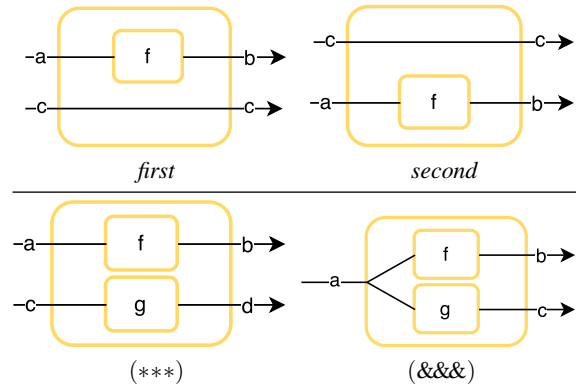 a f b
c c
first
c c
a f b
second
a f b
c g d
(***)
f b
a
g c
(&&&)